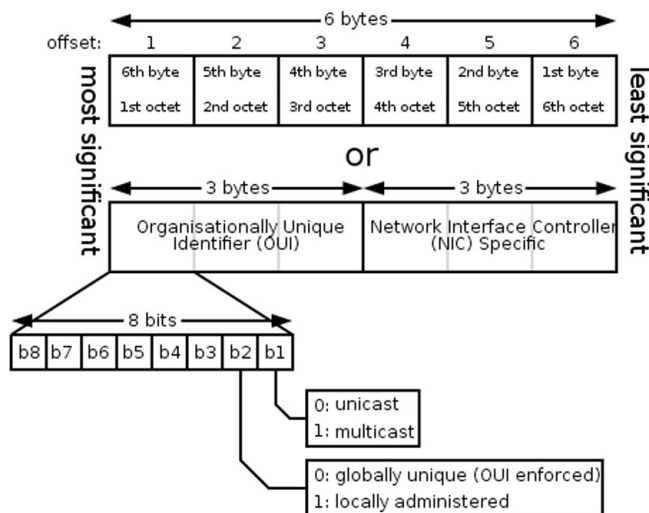 6 bytes
offset: 1 2 3 4 5 6
most significant
6th byte 5th byte 4th byte 3rd byte 2nd byte 1st byte
1st octet 2nd octet 3rd octet 4th octet 5th octet 6th octet
least significant
or
3 bytes 3 bytes
Organisationally Unique
Identifier (OUI)
Network Interface Controller
(NIC) Specific
8 bits
b8 b7 b6 b5 b4 b3 b2 b1
0: unicast
1: multicast
0: globally unique (OUI enforced)
1: locally administered